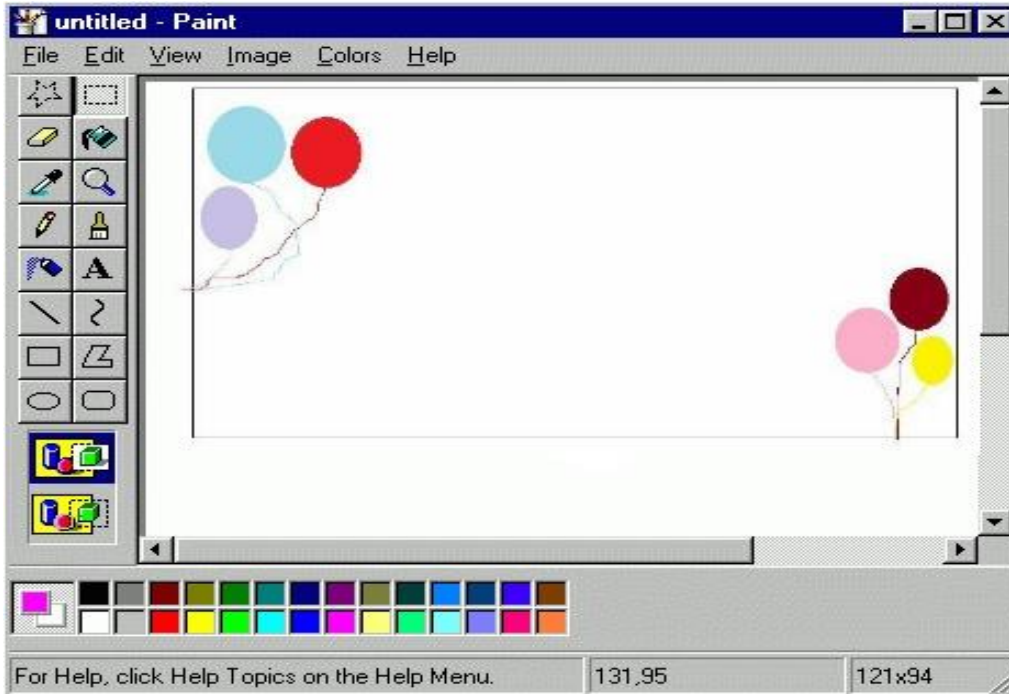 untitled - Paint
File Edit View Image Colors Help
A
For Help, click Help Topics on the Help Menu. 131,95 121x94